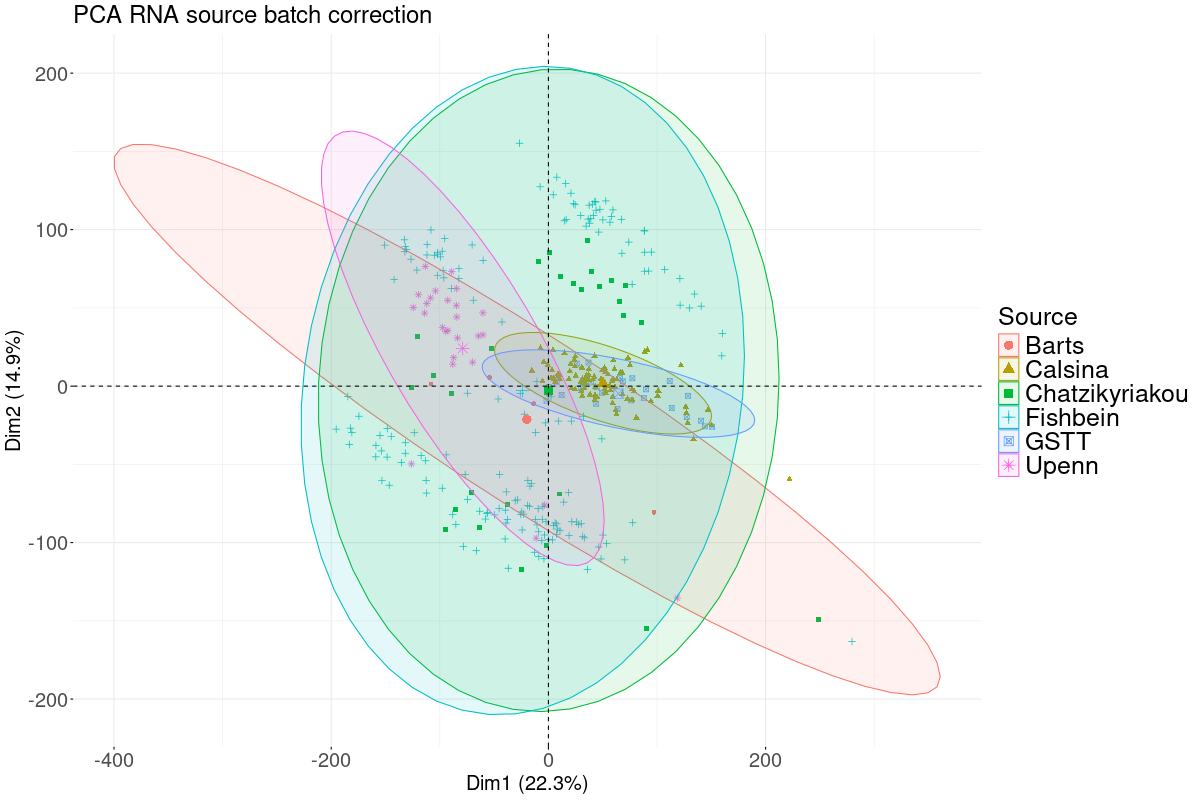 PCA RNA source batch correction
200
100
0
-100
-200
Dim2 (14.9%)
-400
-200
0
200
Dim1 (22.3%)
Source
Barts
Calsina
Chatzikyriakou
Fishbein
GSTT
Upenn